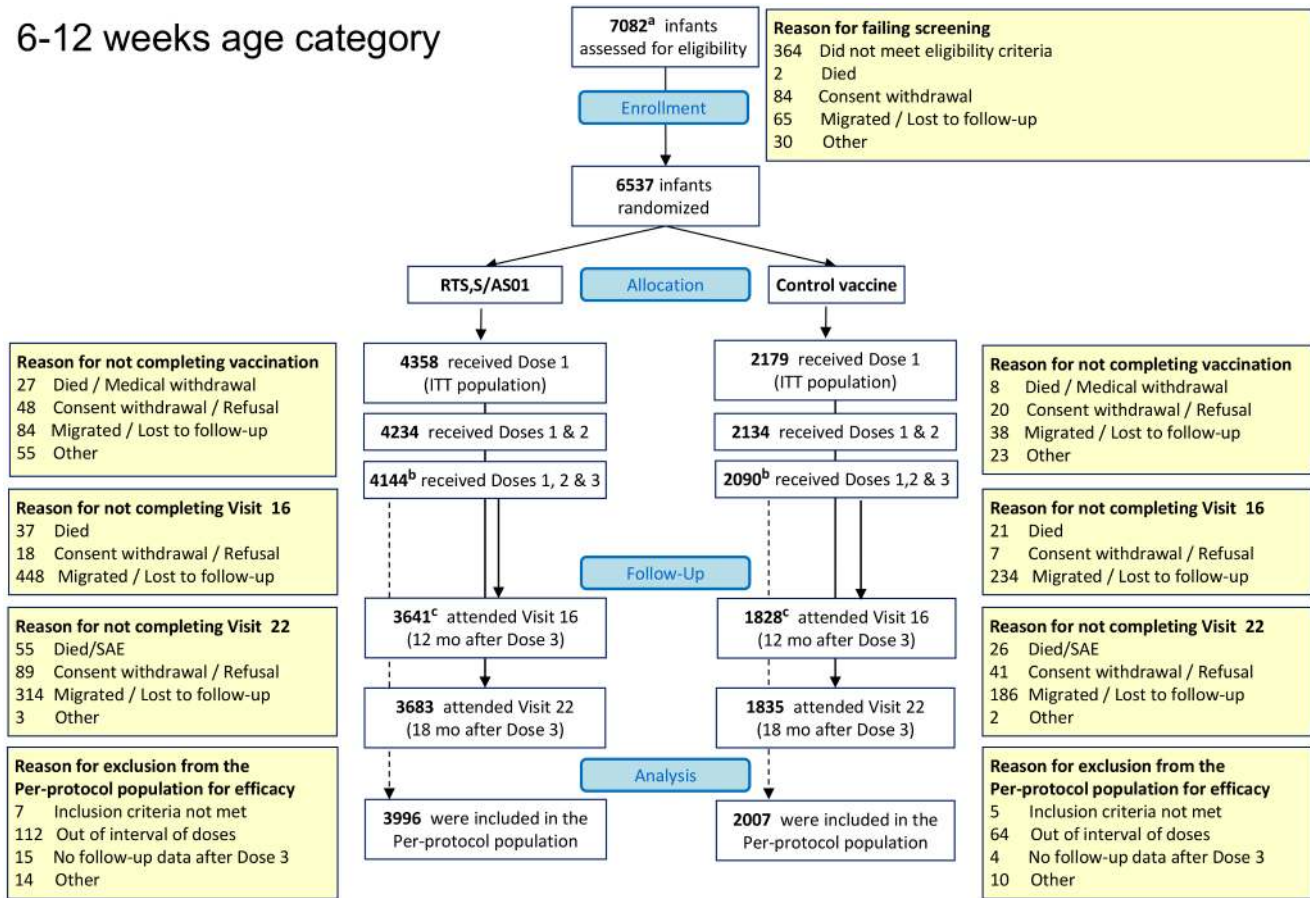 6-12 weeks age category
7082a infants
assessed for eligibility
Reason for failing screening
364 Did not meet eligibility criteria
2 Died
84 Consent withdrawal
65 Migrated / Lost to follow-up
30 Other
Enrollment
6537 infants
randomized
RTS,S/AS01
Allocation
Control vaccine
Reason for not completing vaccination
27 Died / Medical withdrawal
48 Consent withdrawal / Refusal
84 Migrated / Lost to follow-up
55 Other
4358 received Dose 1
(ITT population)
4234 received Doses 1 & 2
4144b received Doses 1, 2 & 3
2179 received Dose 1
(ITT population)
2134 received Doses 1 & 2
2090b received Doses 1,2 & 3
Reason for not completing vaccination
8 Died / Medical withdrawal
20 Consent withdrawal / Refusal
38 Migrated / Lost to follow-up
23 Other
Reason for not completing Visit 16
37 Died
18 Consent withdrawal / Refusal
448 Migrated / Lost to follow-up
Reason for not completing Visit 16
21 Died
7 Consent withdrawal / Refusal
234 Migrated / Lost to follow-up
Follow-Up
Reason for not completing Visit 22
55 Died/SAE
89 Consent withdrawal / Refusal
314 Migrated / Lost to follow-up
3 Other
3641c attended Visit 16
(12 mo after Dose 3)
3683 attended Visit 22
(18 mo after Dose 3)
1828c attended Visit 16
(12 mo after Dose 3)
1835 attended Visit 22
(18 mo after Dose 3)
Reason for not completing Visit 22
26 Died/SAE
41 Consent withdrawal / Refusal
186 Migrated / Lost to follow-up
2 Other
Analysis
Reason for exclusion from the
Per-protocol population for efficacy
7 Inclusion criteria not met
112 Out of interval of doses
15 No follow-up data after Dose 3
14 Other
3996 were included in the
Per-protocol population
2007 were included in the
Per-protocol population
Reason for exclusion from the
Per-protocol population for efficacy
5 Inclusion criteria not met
64 Out of interval of doses
4 No follow-up data after Dose 3
10 Other